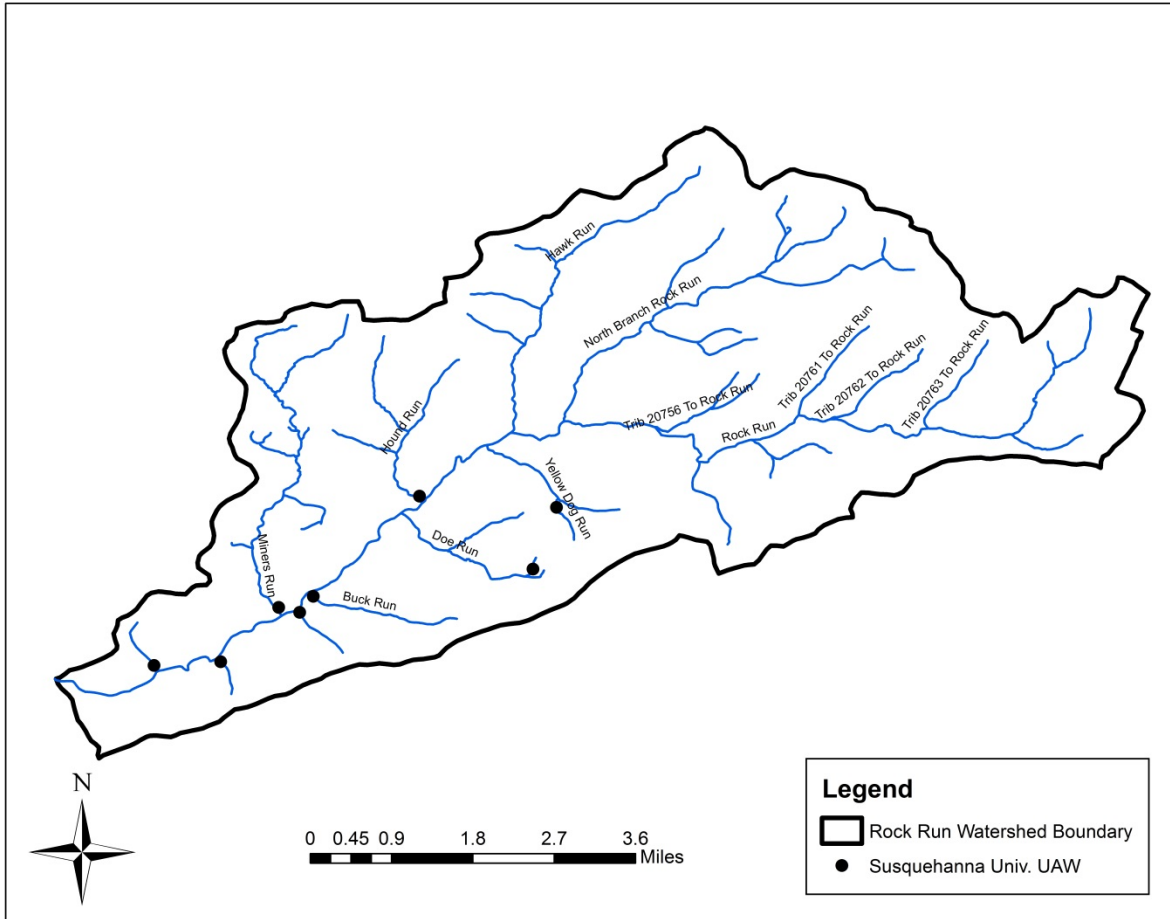 Hawk Run
North Branch Rock Run
Trib 20761 To Rock Run
Trib 20762 To Rock Run
Trib 20763 To Rock Run
Trib 20756 To Rock Run
Rock Run
Hound Run
Yellow Dog Run
Doe Run
Miners Run
Buck Run
N
0 0.45 0.9 1.8 2.7 3.6
Miles
Legend
Rock Run Watershed Boundary
Susquehanna Univ. UAW